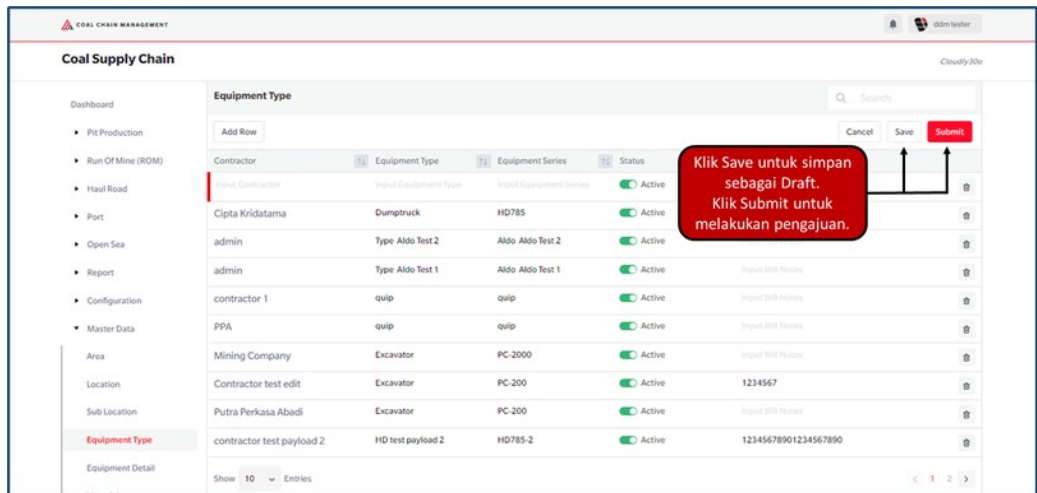 COAL CHAIN MANAGEMENT
ddm tester
Coal Supply Chain
Cloudly30o
Dashboard
Pit Production
Run Of Mine (ROM)
Haul Road
Port
Open Sea
Report
Configuration
Master Data
Area
Location
Sub Location
Equipment Type
Equipment Detail
Equipment Type
Search
Add Row
Cancel Save Submit
Contractor Equipment Type Equipment Series Status
Input Contractor Input Equipment Type Input Equipment Series Active
Cipta Kridatama Dumptruck HD785 Active
admin Type Aldo Test 2 Aldo Aldo Test 2 Active
admin Type Aldo Test 1 Aldo Aldo Test 1 Active Input BIB Notes
contractor 1 quip quip Active Input BIB Notes
PPA quip quip Active Input BIB Notes
Mining Company Excavator PC-2000 Active Input BIB Notes
Contractor test edit Excavator PC-200 Active 1234567
Putra Perkasa Abadi Excavator PC-200 Active Input BIB Notes
contractor test payload 2 HD test payload 2 HD785-2 Active 12345678901234567890
Show 10 Entries
1 2
Klik Save untuk simpan
sebagai Draft.
Klik Submit untuk
melakukan pengajuan.